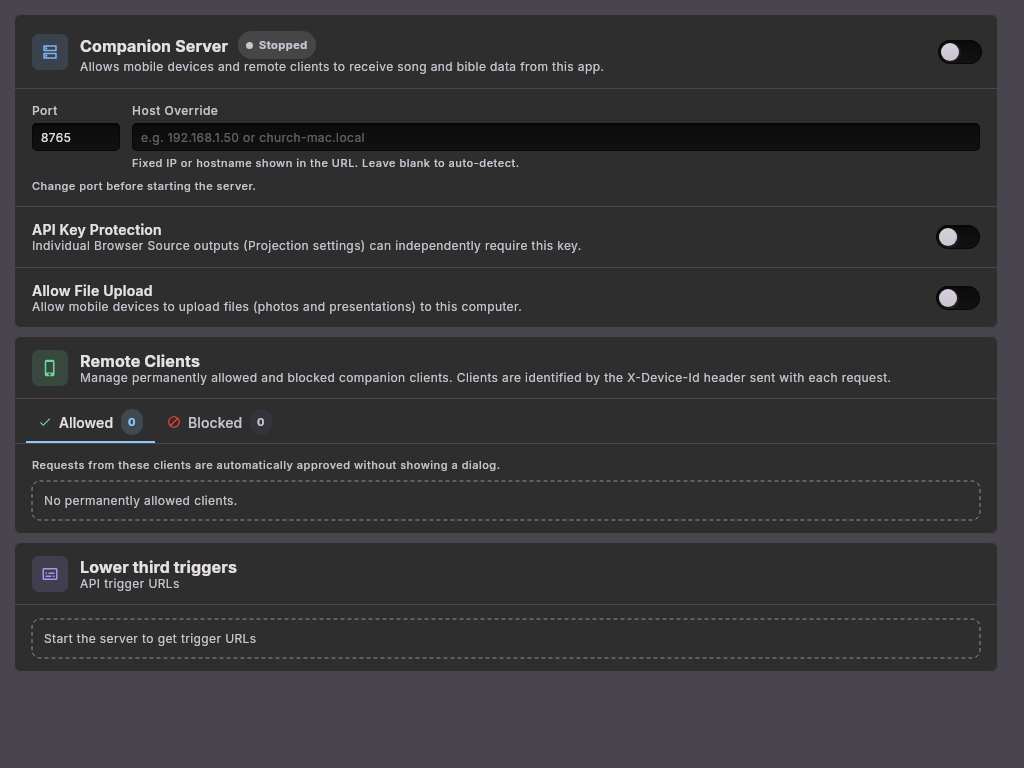 Companion Server
Stopped
Allows mobile devices and remote clients to receive song and bible data from this app.
Port
Host Override
8765
e.g. 192.168.1.50 or church-mac.local
Fixed IP or hostname shown in the URL. Leave blank to auto-detect.
Change port before starting the server.
API Key Protection
Individual Browser Source outputs (Projection settings) can independently require this key.
Allow File Upload
Allow mobile devices to upload files (photos and presentations) to this computer.
Remote Clients
Manage permanently allowed and blocked companion clients. Clients are identified by the X-Device-Id header sent with each request.
Allowed 0
Blocked 0
Requests from these clients are automatically approved without showing a dialog.
No permanently allowed clients.
Lower third triggers
API trigger URLs
Start the server to get trigger URLs